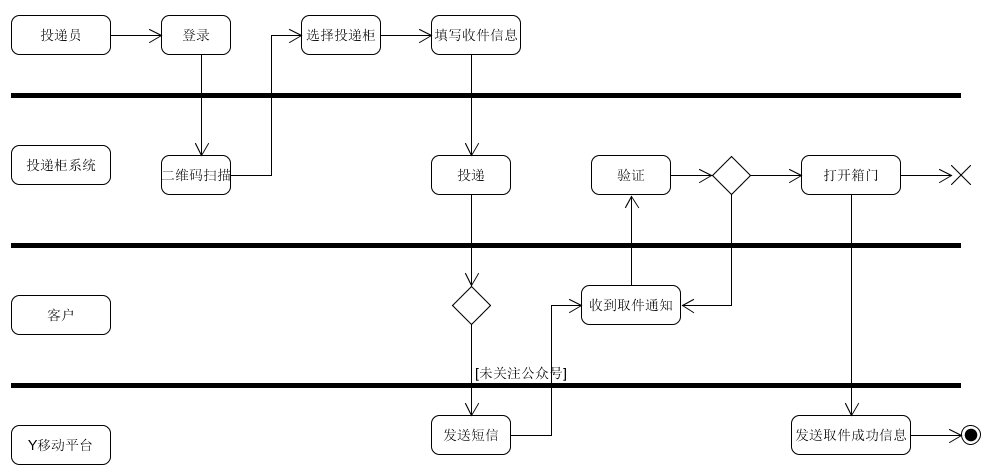 投递员
登录
选择投递柜
填写收件信息
投递柜系统
二维码扫描
投递
验证
打开箱门
客户
收到取件通知
[未关注公众号]
Y移动平台
发送短信
发送取件成功信息